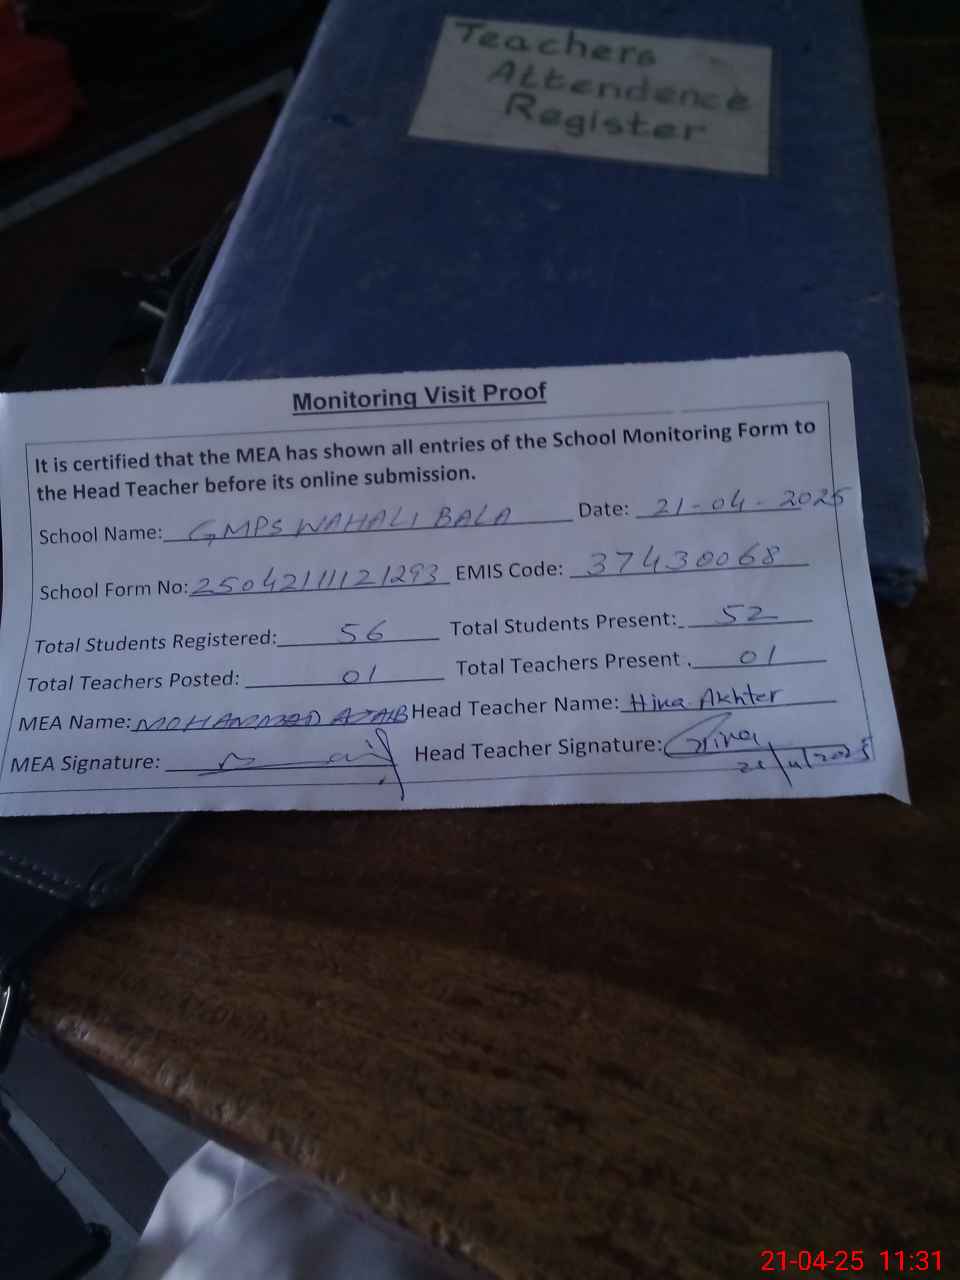 Teachers
Attendence
Register
Monitoring Visit Proof
It is certified that the MEA has shown all entries of the School Monitoring Form to
the Head Teacher before its online submission.
School Name: GMPS WAHALI BALA Date: 21-04-2025
School Form No: 25042111121293 EMIS Code: 37430068
Total Students Registered: 56 Total Students Present: 52
Total Teachers Posted: 01 Total Teachers Present: 01
MEA Name: MOHAMMAD AZAIB Head Teacher Name: Hina Akhter
MEA Signature: Head Teacher Signature: Hina
21-04-25 11:31